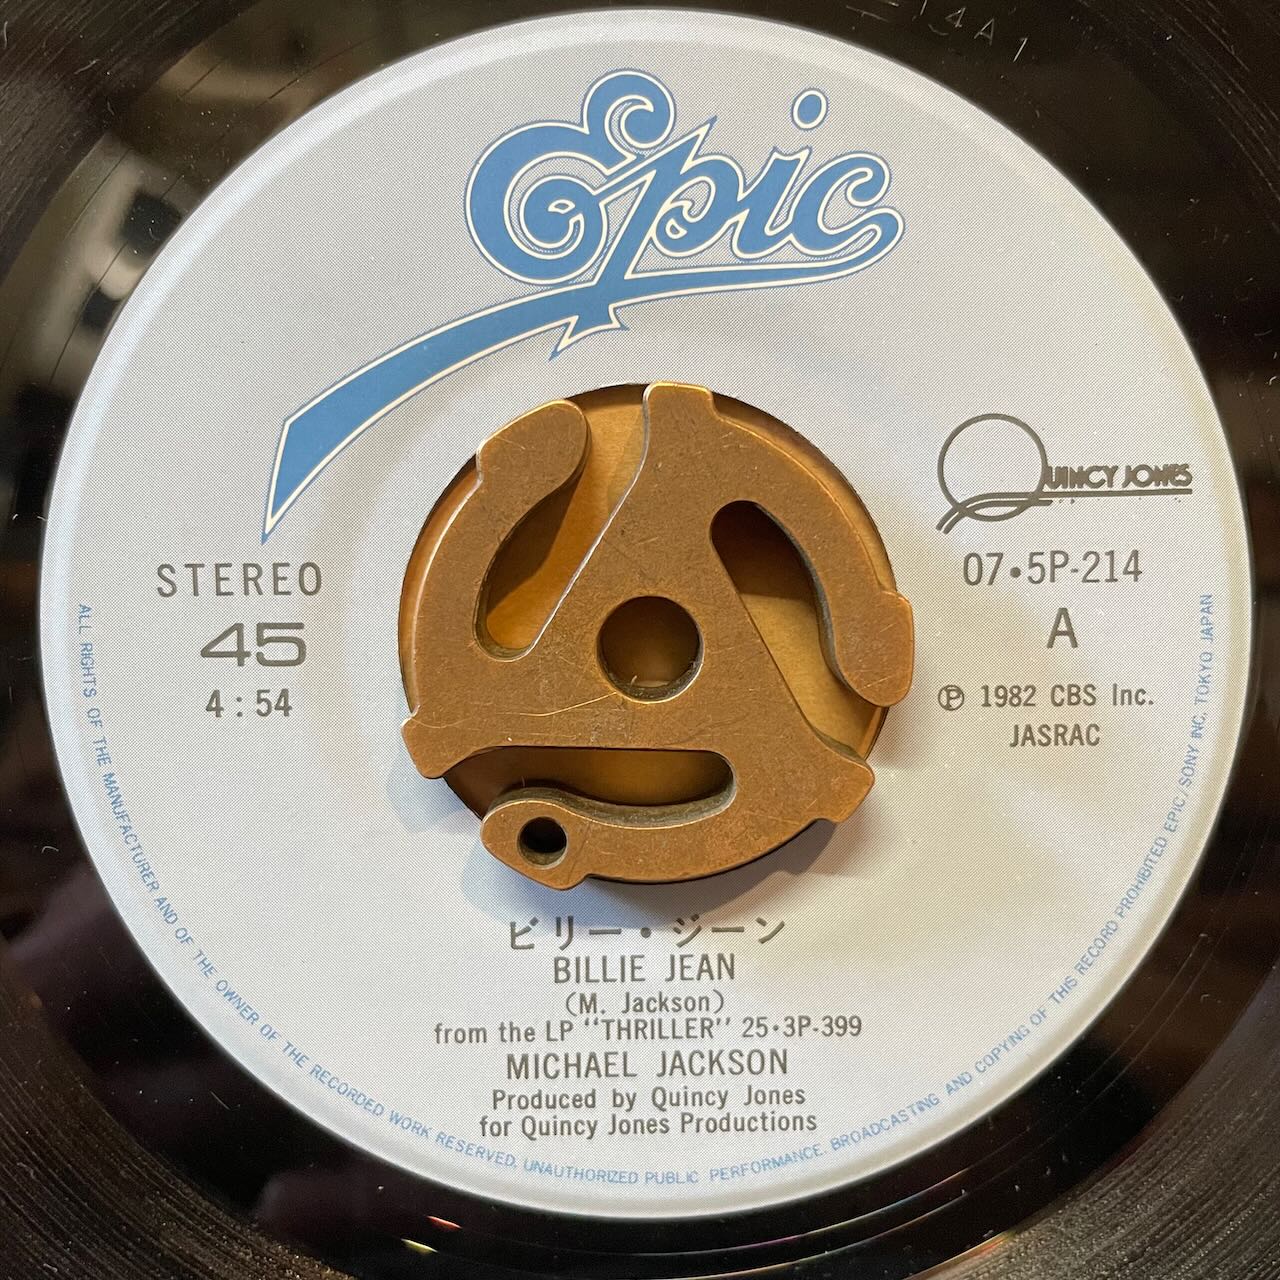 14A1
Epic
QUINCY JONES
STEREO
45
4:54
07•5P-214
A
Ⓟ 1982 CBS Inc.
JASRAC
ビリー・ジーン
BILLIE JEAN
(M. Jackson)
from the LP "THRILLER" 25•3P-399
MICHAEL JACKSON
Produced by Quincy Jones
for Quincy Jones Productions
ALL RIGHTS OF THE MANUFACTURER AND OF THE OWNER OF THE RECORDED WORK RESERVED. UNAUTHORIZED PUBLIC PERFORMANCE. BROADCASTING AND COPYING OF THIS RECORD PROHIBITED EPIC/SONY INC. TOKYO JAPAN